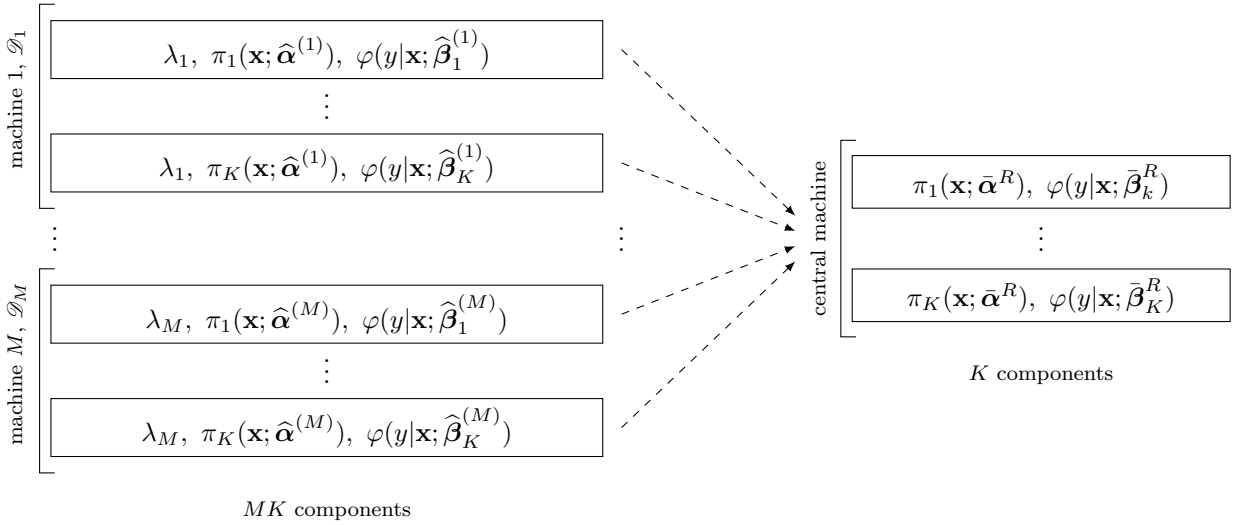 machine 1, 𝒟₁
λ₁, π₁(𝐱; α̂⁽¹⁾), φ(y|𝐱; β̂₁⁽¹⁾)
⋮
λ₁, π_K(𝐱; α̂⁽¹⁾), φ(y|𝐱; β̂_K⁽¹⁾)
⋮ ⋮
machine M, 𝒟_M
λ_M, π₁(𝐱; α̂⁽ᴹ⁾), φ(y|𝐱; β̂₁⁽ᴹ⁾)
⋮
λ_M, π_K(𝐱; α̂⁽ᴹ⁾), φ(y|𝐱; β̂_K⁽ᴹ⁾)
MK components
central machine
π₁(𝐱; ᾱᴿ), φ(y|𝐱; β̄_kᴿ)
⋮
π_K(𝐱; ᾱᴿ), φ(y|𝐱; β̄_Kᴿ)
K components